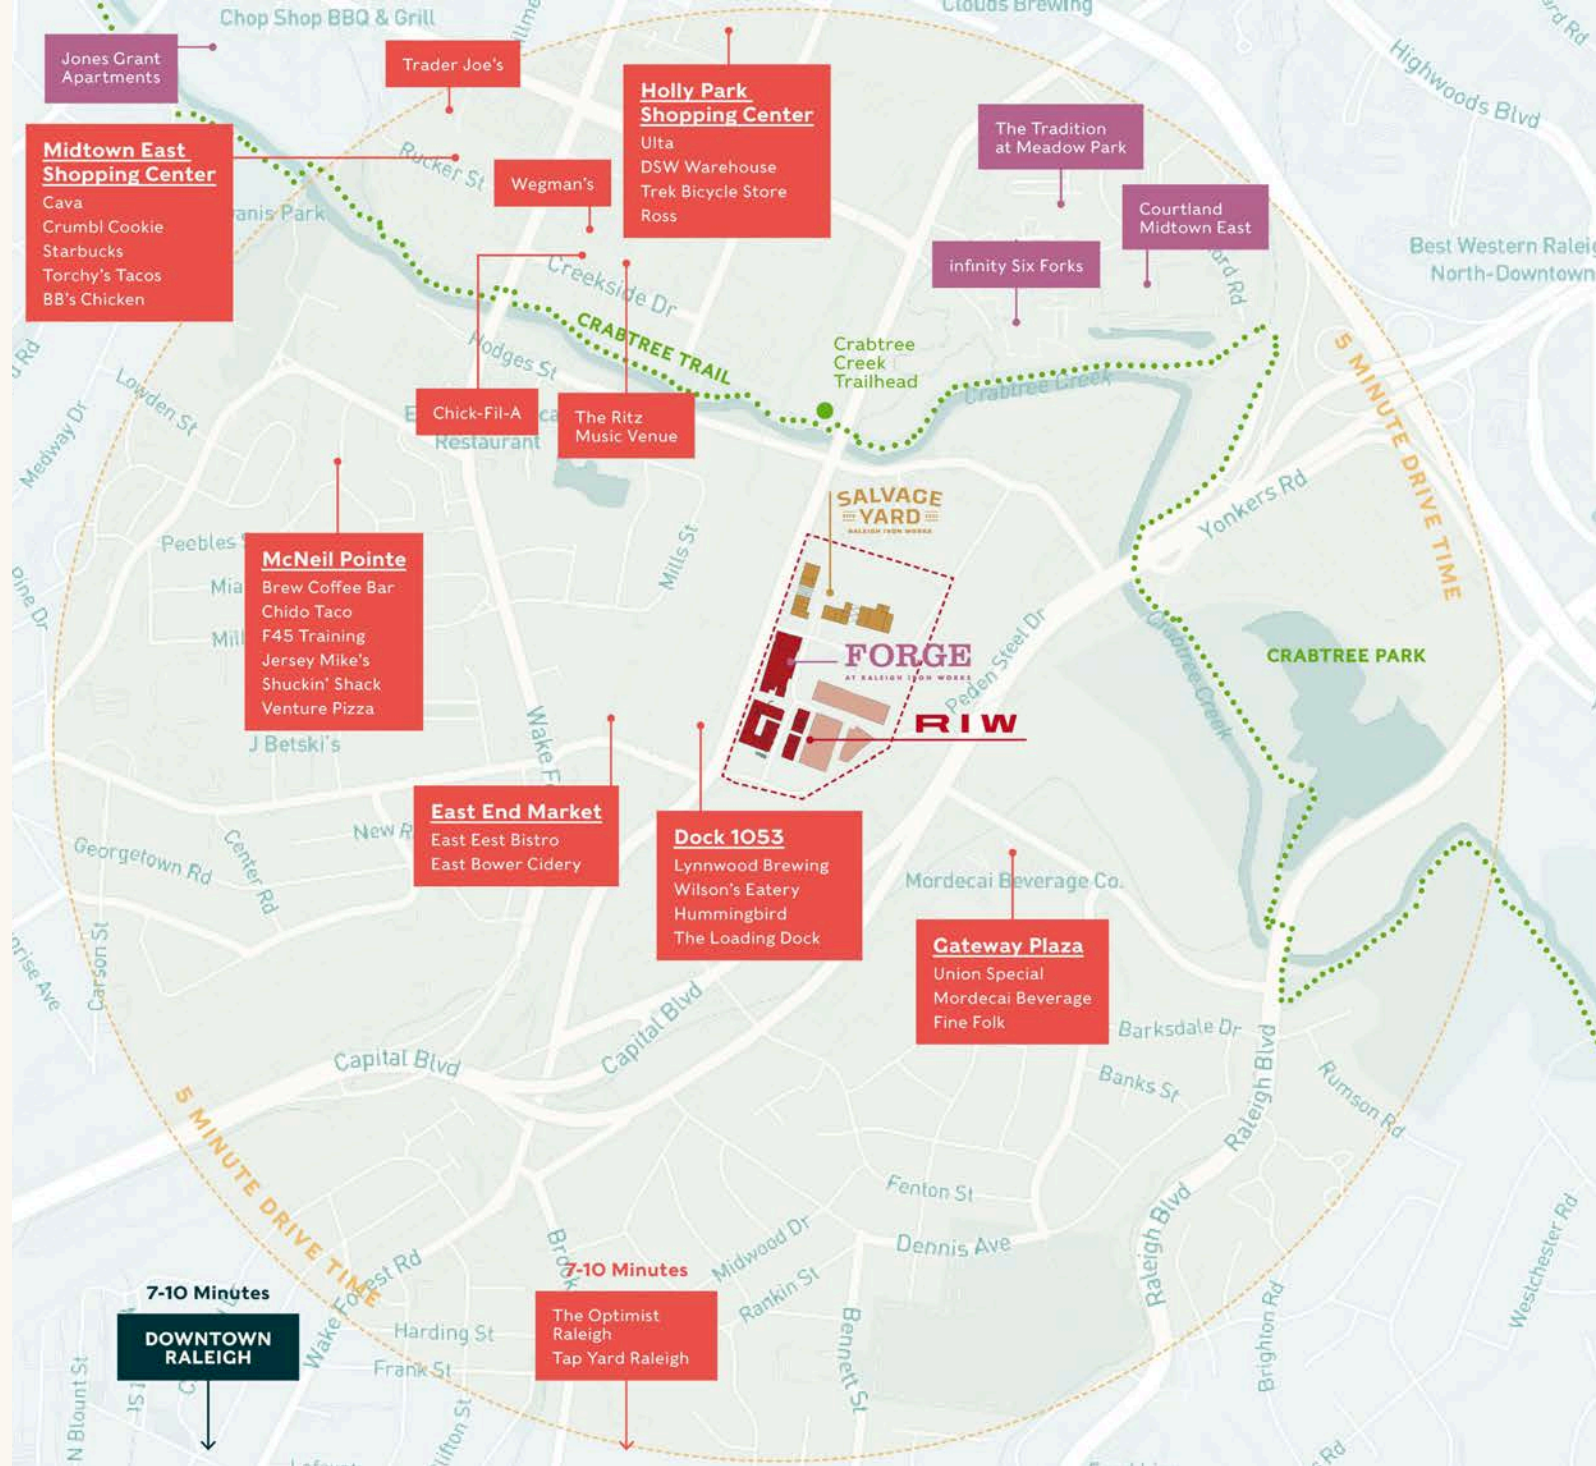 Chop Shop BBQ & Grill
Clouds Brewing
Highwoods Blvd
Jones Grant
Apartments
Trader Joe's
Holly Park
Shopping Center
Ulta
DSW Warehouse
Trek Bicycle Store
Ross
The Tradition
at Meadow Park
Midtown East
Shopping Center
Cava
Crumbl Cookie
Starbucks
Torchy's Tacos
BB's Chicken
Rucker St
Wegman's
Courtland
Midtown East
infinity Six Forks
Best Western
North-Downtown
Creekside Dr
CRABTREE TRAIL
Hodges St
Crabtree
Creek
Trailhead
Crabtree Creek
5 MINUTE DRIVE TIME
Lowden St
Medway Dr
Chick-Fil-A
Restaurant
The Ritz
Music Venue
SALVAGE
YARD
RALEIGH IRON WORKS
Yonkers Rd
Mills St
Peebles
McNeil Pointe
Brew Coffee Bar
Chido Taco
F45 Training
Jersey Mike's
Shuckin' Shack
Venture Pizza
J Betski's
FORGE
AT RALEIGH IRON WORKS
Peden Steel Dr
RIW
Crabtree Creek
CRABTREE PARK
Wake
East End Market
East Eest Bistro
East Bower Cidery
Dock 1053
Lynnwood Brewing
Wilson's Eatery
Hummingbird
The Loading Dock
New
Georgetown Rd
Center Rd
Carson St
Mordecai Beverage Co.
Gateway Plaza
Union Special
Mordecai Beverage
Fine Folk
Capital Blvd
Capital Blvd
Barksdale Dr
Banks St
Raleigh Blvd
Rumson Rd
5 MINUTE DRIVE TIME
Fenton St
Dennis Ave
Raleigh Blvd
Westchester Rd
Midwood Dr
Rankin St
Bennett St
Brighton Rd
Wake Forest Rd
Harding St
Frank St
N Blount St
7-10 Minutes
DOWNTOWN
RALEIGH
7-10 Minutes
The Optimist
Raleigh
Tap Yard Raleigh